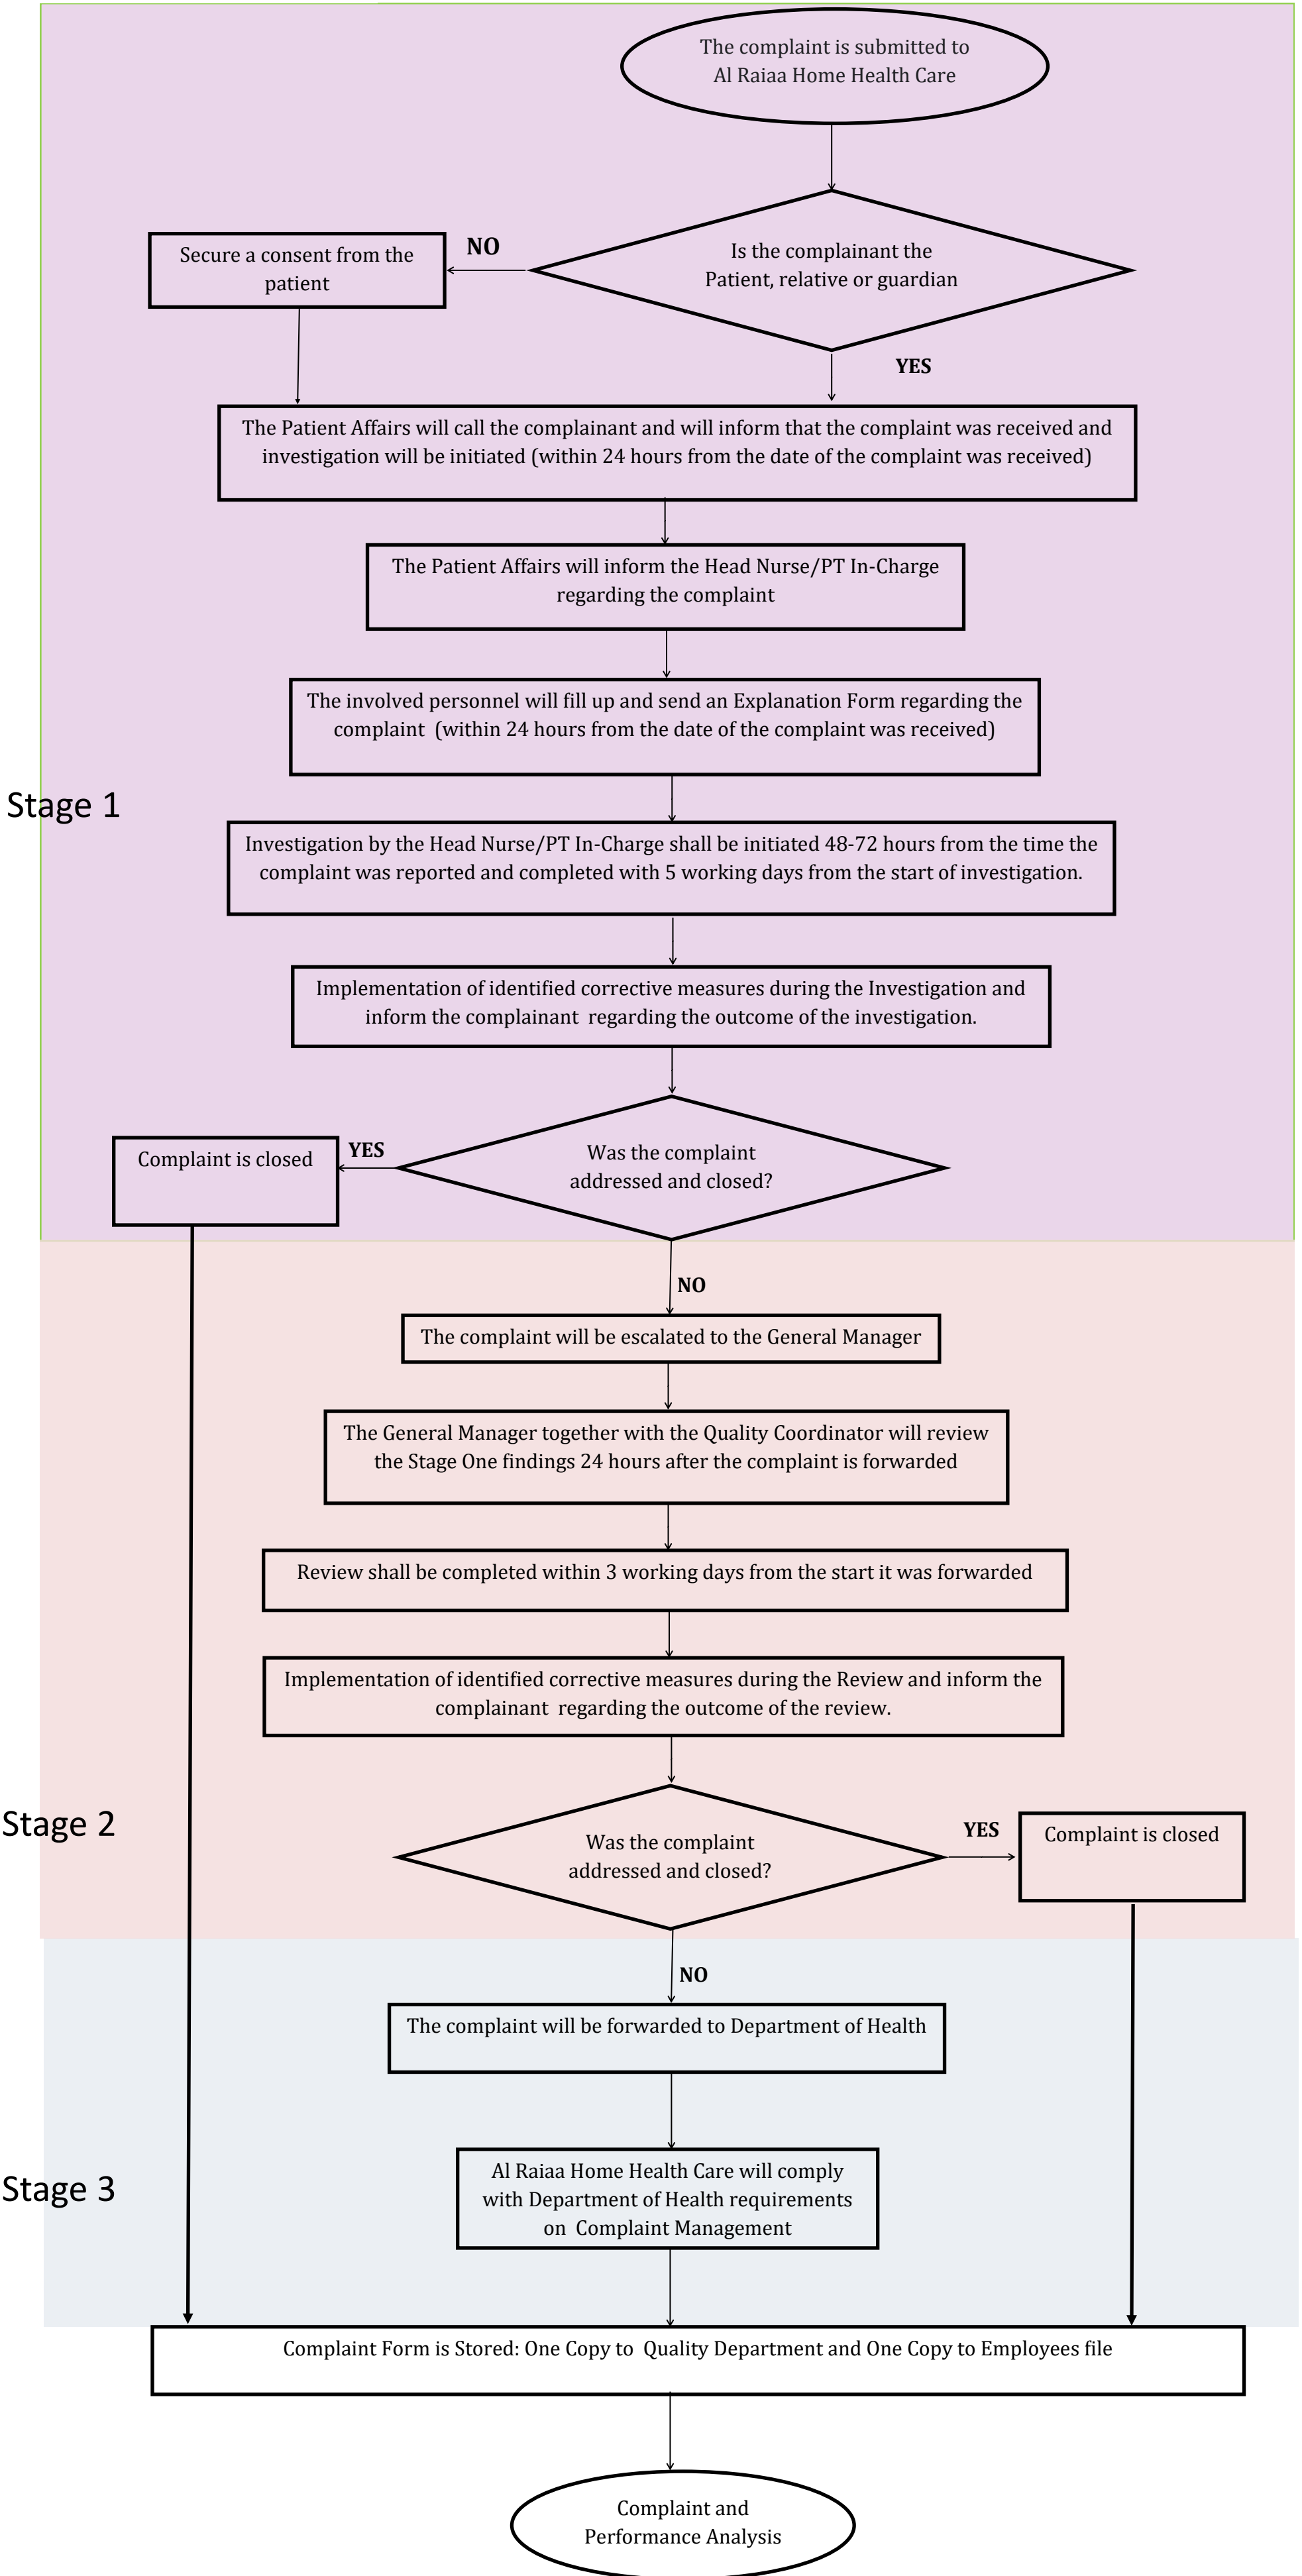 The complaint is submitted to
Al Raiaa Home Health Care
Is the complainant the
Patient, relative or guardian
NO
Secure a consent from the
patient
YES
The Patient Affairs will call the complainant and will inform that the complaint was received and
investigation will be initiated (within 24 hours from the date of the complaint was received)
The Patient Affairs will inform the Head Nurse/PT In-Charge
regarding the complaint
The involved personnel will fill up and send an Explanation Form regarding the
complaint  (within 24 hours from the date of the complaint was received)
Stage 1
Investigation by the Head Nurse/PT In-Charge shall be initiated 48-72 hours from the time the
complaint was reported and completed with 5 working days from the start of investigation.
Implementation of identified corrective measures during the Investigation and
inform the complainant  regarding the outcome of the investigation.
Was the complaint
addressed and closed?
YES
Complaint is closed
NO
The complaint will be escalated to the General Manager
The General Manager together with the Quality Coordinator will review
the Stage One findings 24 hours after the complaint is forwarded
Review shall be completed within 3 working days from the start it was forwarded
Implementation of identified corrective measures during the Review and inform the
complainant  regarding the outcome of the review.
Stage 2
Was the complaint
addressed and closed?
YES
Complaint is closed
NO
The complaint will be forwarded to Department of Health
Stage 3
Al Raiaa Home Health Care will comply
with Department of Health requirements
on  Complaint Management
Complaint Form is Stored: One Copy to  Quality Department and One Copy to Employees file
Complaint and
Performance Analysis